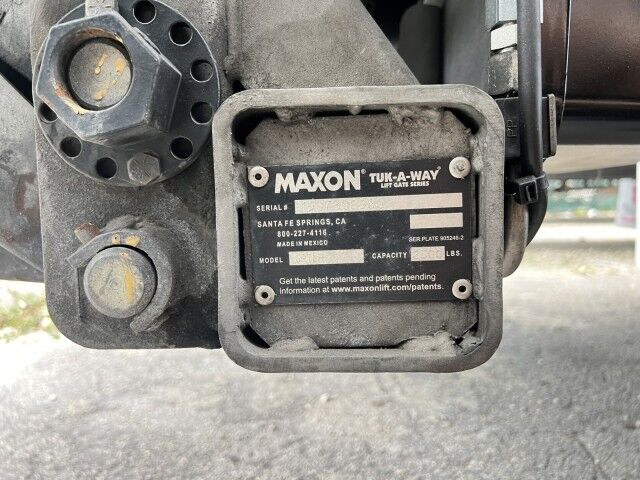 MAXON® TUK-A-WAY®
LIFT GATE SERIES
SERIAL #
SANTA FE SPRINGS, CA
800-227-4116
MADE IN MEXICO
SER.PLATE 905246-2
MODEL CAPACITY LBS.
Get the latest patents and patents pending
information at www.maxonlift.com/patents.